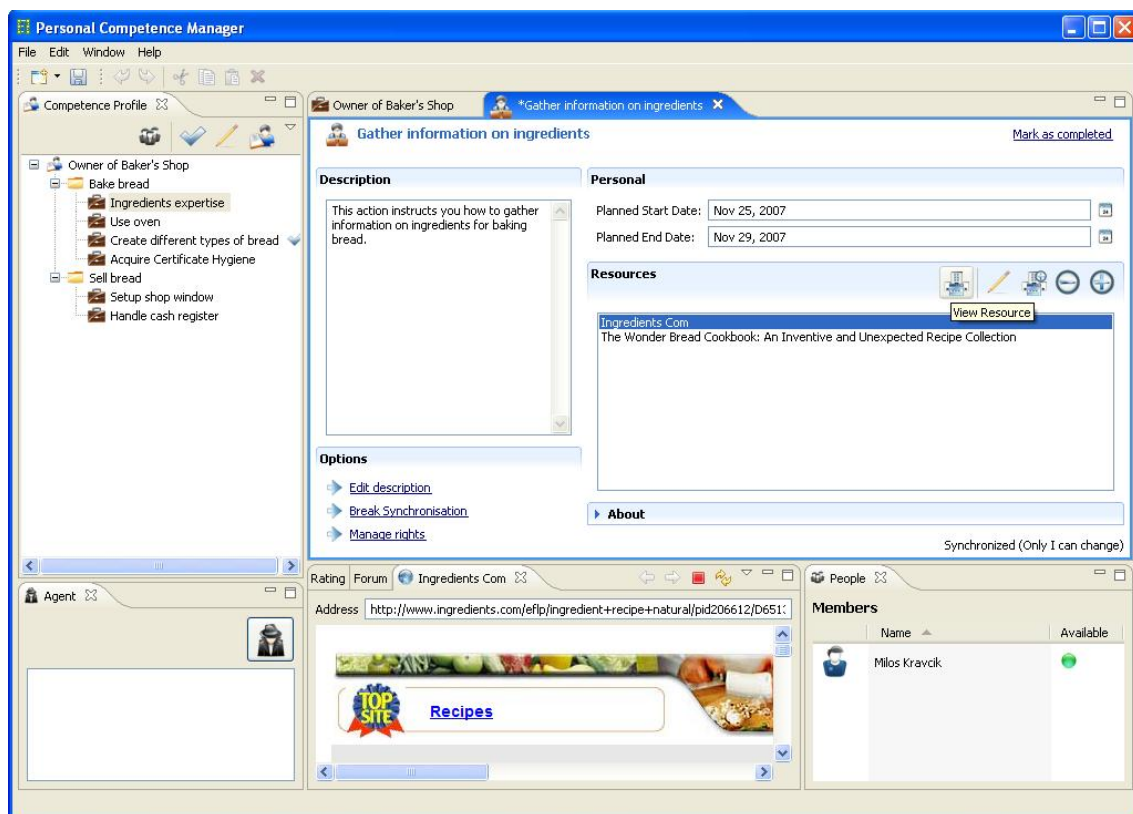 Personal Competence Manager
File Edit Window Help
Competence Profile
Owner of Baker's Shop
Bake bread
Ingredients expertise
Use oven
Create different types of bread
Acquire Certificate Hygiene
Sell bread
Setup shop window
Handle cash register
Owner of Baker's Shop
*Gather information on ingredients
Gather information on ingredients
Mark as completed
Description
This action instructs you how to gather
information on ingredients for baking
bread.
Options
Edit description
Break Synchronisation
Manage rights
Personal
Planned Start Date: Nov 25, 2007
Planned End Date: Nov 29, 2007
Resources
View Resource
Ingredients Com
The Wonder Bread Cookbook: An Inventive and Unexpected Recipe Collection
About
Synchronized (Only I can change)
Agent
Rating Forum Ingredients Com
Address http://www.ingredients.com/eflp/ingredient+recipe+natural/pid206612/D651
TOP
SITE
Recipes
People
Members
Name Available
Milos Kravcik